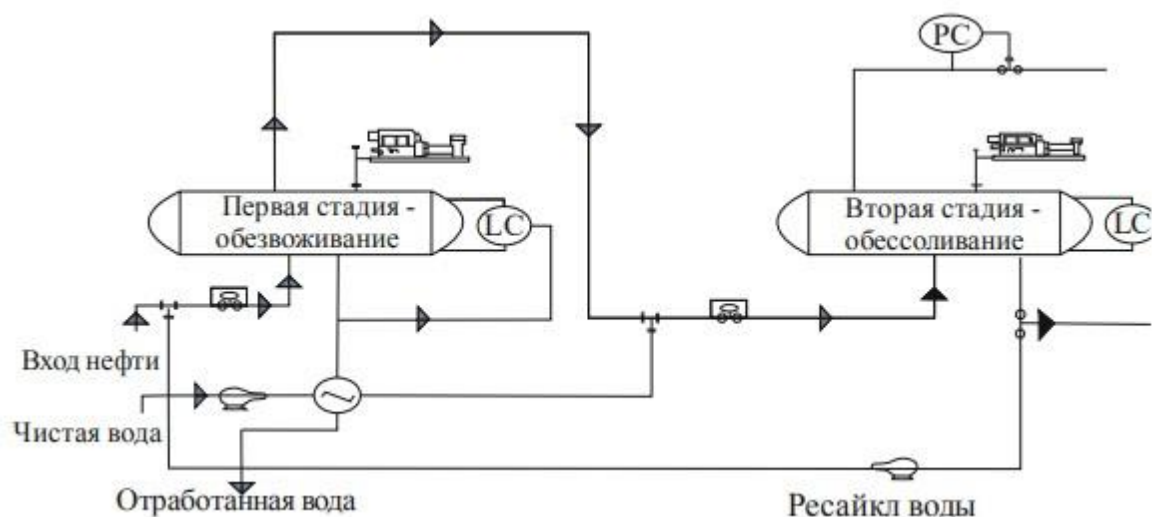 PC
Первая стадия -
обезвоживание
LC
Вторая стадия -
обессоливание
LC
Вход нефти
Чистая вода
Отработанная вода
Ресайкл воды